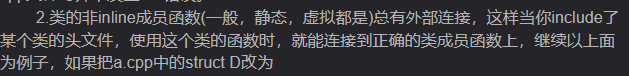 2.类的非inline成员函数(一般，静态，虚拟都是)总有外部连接，这样当你include了
某个类的头文件，使用这个类的函数时，就能连接到正确的类成员函数上，继续以上面
为例子，如果把a.cpp中的struct D改为